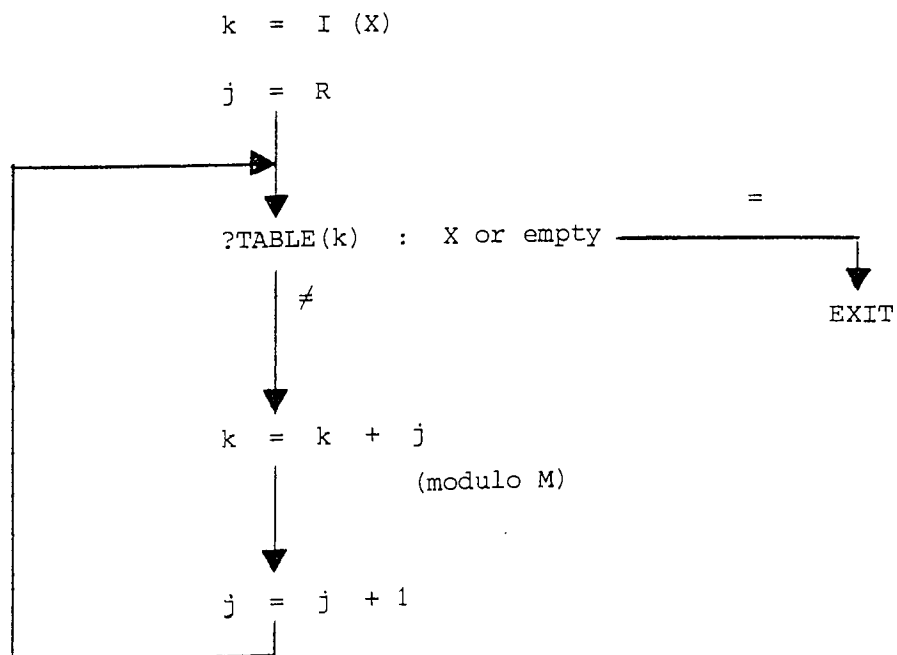 k = I (X)
j = R
=
?TABLE(k) : X or empty
≠
EXIT
k = k + j
(modulo M)
j = j + 1